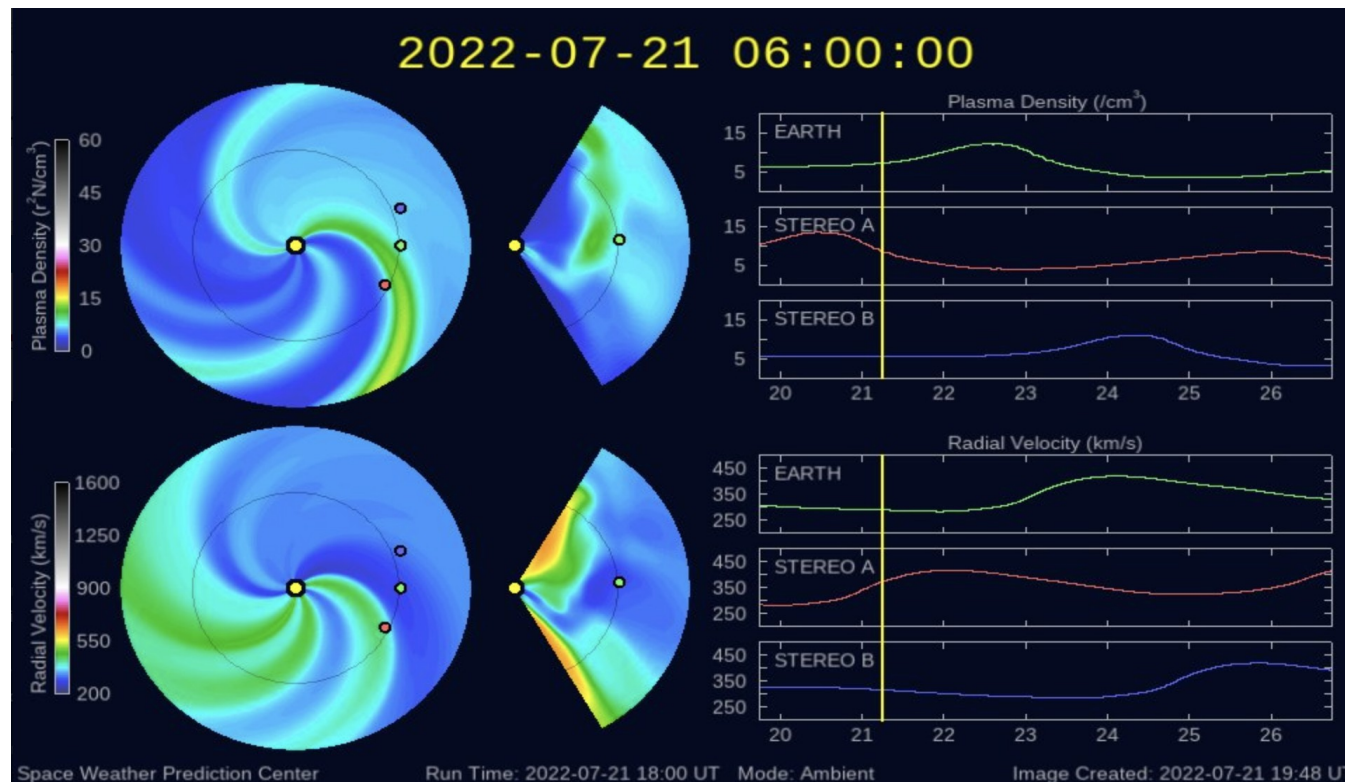 2022-07-21 06:00:00
Plasma Density (r²N/cm³)
60
45
30
15
0
Plasma Density (/cm³)
15
5
EARTH
15
5
STEREO A
15
5
STEREO B
20 21 22 23 24 25 26
Radial Velocity (km/s)
1600
1250
900
550
200
Radial Velocity (km/s)
450
350
250
EARTH
450
350
250
STEREO A
450
350
250
STEREO B
20 21 22 23 24 25 26
Space Weather Prediction Center Run Time: 2022-07-21 18:00 UT Mode: Ambient Image Created: 2022-07-21 19:48 UT